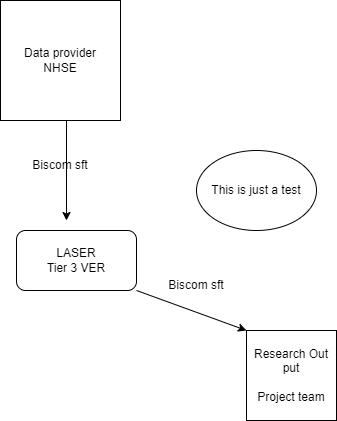 Data provider
NHSE
Biscom sft
This is just a test
LASER
Tier 3 VER
Biscom sft
Research Out
put
Project team